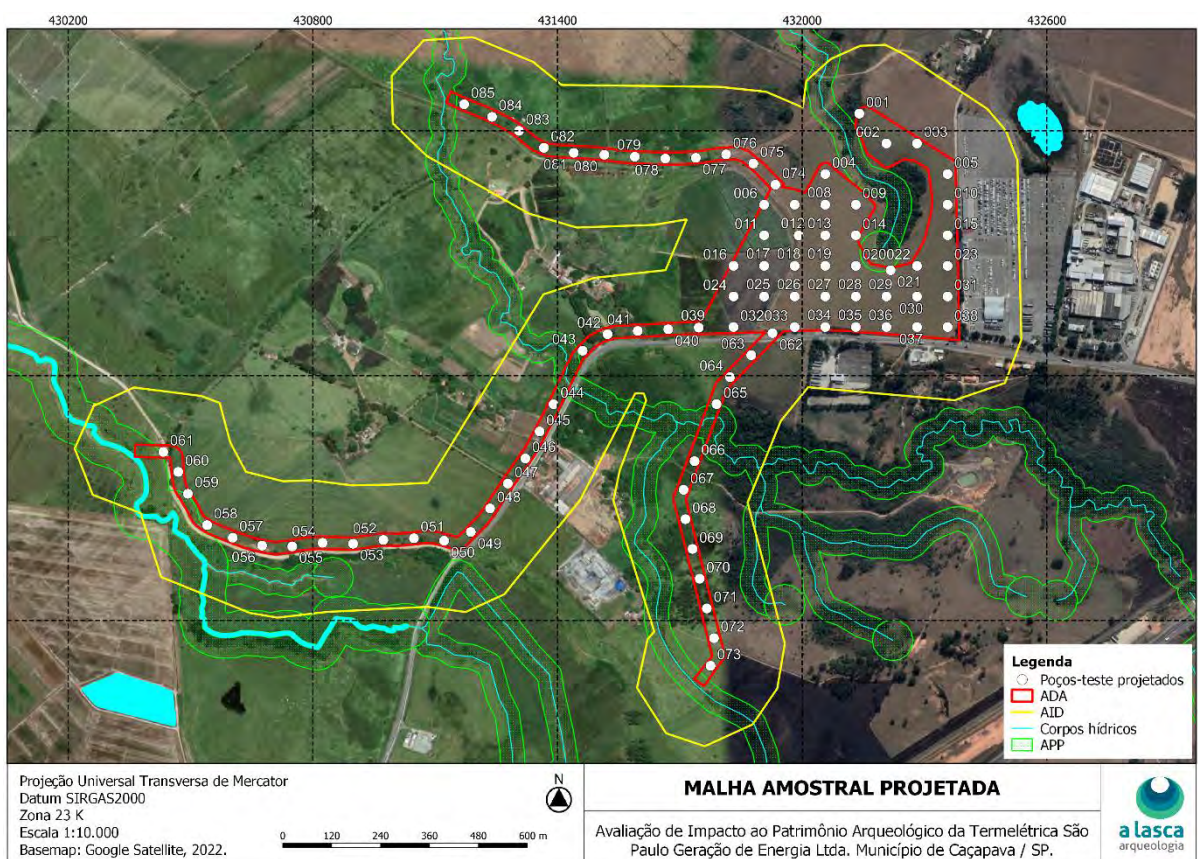 430200 430800 431400 432000 432600
085
084
083
082
081 080 079 078 077 076 075
074
001
002 003
004 005
006 008 009 010
011 012 013 014 015
016 017 018 019 020 022 021 023
024 025 026 027 028 029 030 031
032 033 034 035 036 037 038
039 040 041 042 043
044
045
046
047
048
049
050 051 052 053 054 055 056 057
058
059
060
061
062
063
064
065
066
067
068
069
070
071
072
073
Legenda
Poços-teste projetados
ADA
AID
Corpos hídricos
APP
Projeção Universal Transversa de Mercator
Datum SIRGAS2000
Zona 23 K
Escala 1:10.000
Basemap: Google Satellite, 2022.
N
0 120 240 360 480 600 m
MALHA AMOSTRAL PROJETADA
Avaliação de Impacto ao Patrimônio Arqueológico da Termelétrica São
Paulo Geração de Energia Ltda. Município de Caçapava / SP.
a lasca
arqueologia